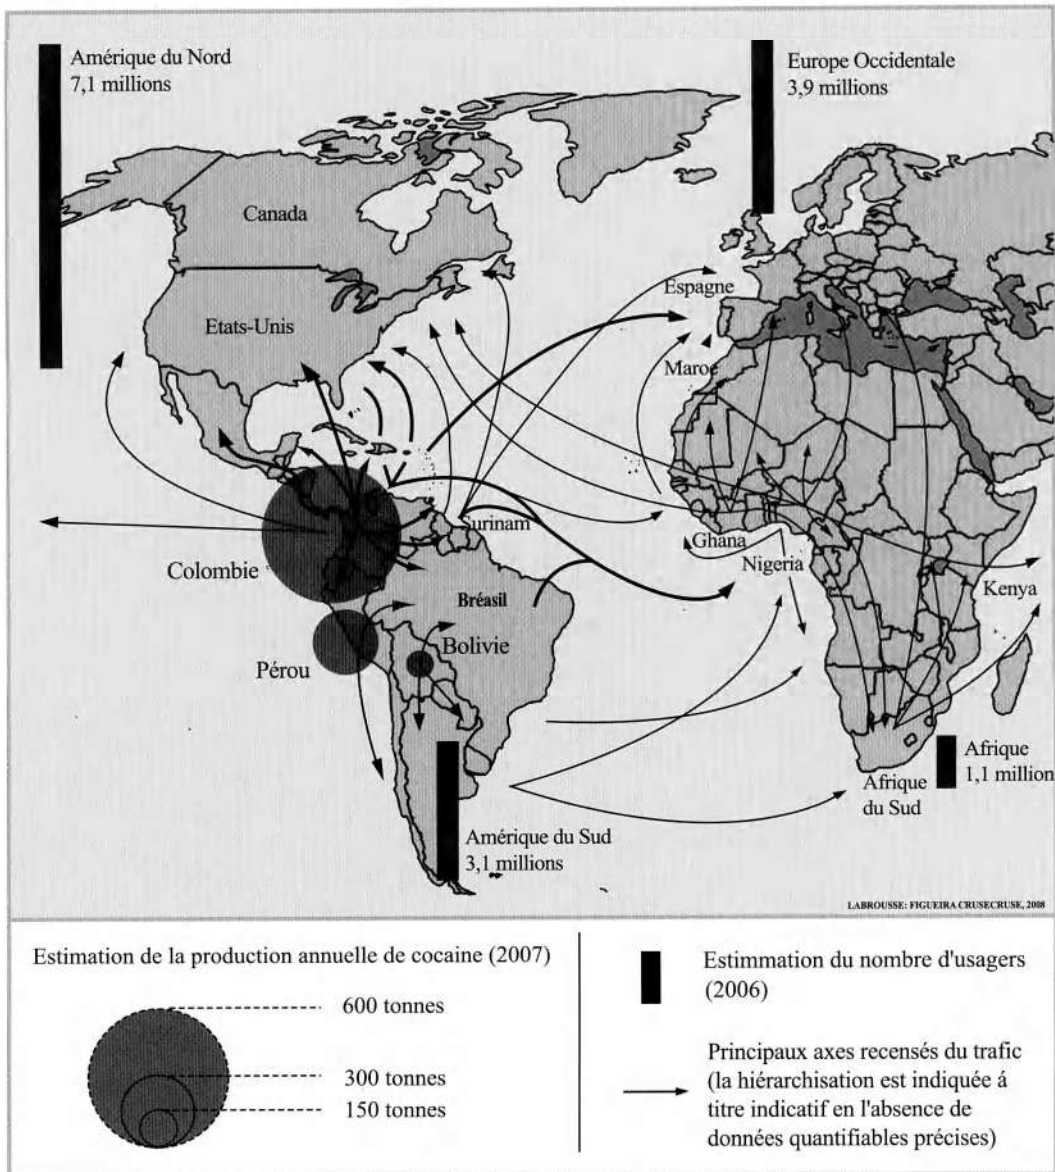 Amérique du Nord
7,1 millions
Europe Occidentale
3,9 millions
Canada
Etats-Unis
Espagne
Maroc
Surinam
Ghana
Nigeria
Kenya
Colombie
Bréasil
Bolivie
Pérou
Afrique
1,1 million
Afrique
du Sud
Amérique du Sud
3,1 millions
LABROUSSE: FIGUEIRA CRUSECRUSE, 2008
Estimation de la production annuelle de cocaine (2007)
600 tonnes
300 tonnes
150 tonnes
Estimmation du nombre d'usagers
(2006)
Principaux axes recensés du trafic
(la hiérarchisation est indiquée á
titre indicatif en l'absence de
données quantifiables précises)